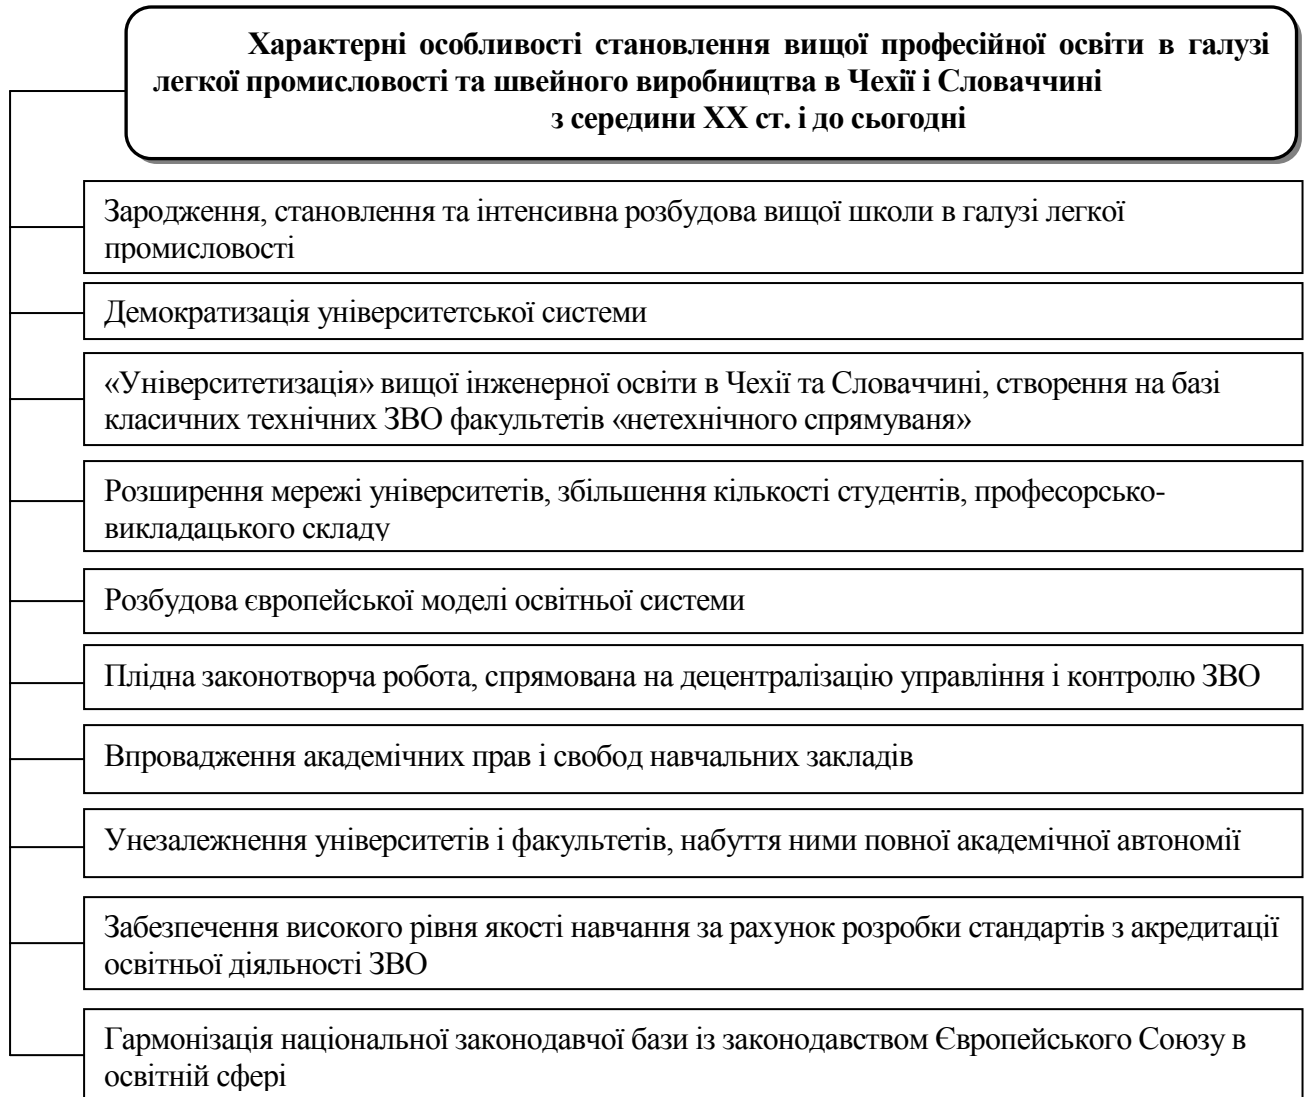 Характерні особливості становлення вищої професійної освіти в галузі
легкої промисловості та швейного виробництва в Чехії і Словаччині
з середини ХХ ст. і до сьогодні
Зародження, становлення та інтенсивна розбудова вищої школи в галузі легкої
промисловості
Демократизація університетської системи
«Університетизація» вищої інженерної освіти в Чехії та Словаччині, створення на базі
класичних технічних ЗВО факультетів «нетехнічного спрямуваня»
Розширення мережі університетів, збільшення кількості студентів, професорсько-
викладацького складу
Розбудова європейської моделі освітньої системи
Плідна законотворча робота, спрямована на децентралізацію управління і контролю ЗВО
Впровадження академічних прав і свобод навчальних закладів
Унезалежнення університетів і факультетів, набуття ними повної академічної автономії
Забезпечення високого рівня якості навчання за рахунок розробки стандартів з акредитації
освітньої діяльності ЗВО
Гармонізація національної законодавчої бази із законодавством Європейського Союзу в
освітній сфері